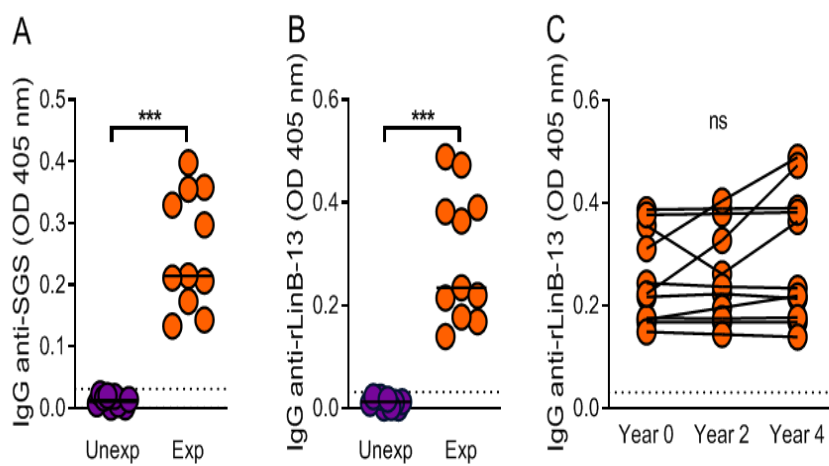 A
IgG anti-SGS (OD 405 nm)
0.5
0.4
0.3
0.2
0.1
0.0
***
Unexp Exp
B
IgG anti-rLinB-13 (OD 405 nm)
0.6
0.4
0.2
0.0
***
Unexp Exp
C
IgG anti-rLinB-13 (OD 405 nm)
0.6
0.4
0.2
0.0
ns
Year 0 Year 2 Year 4